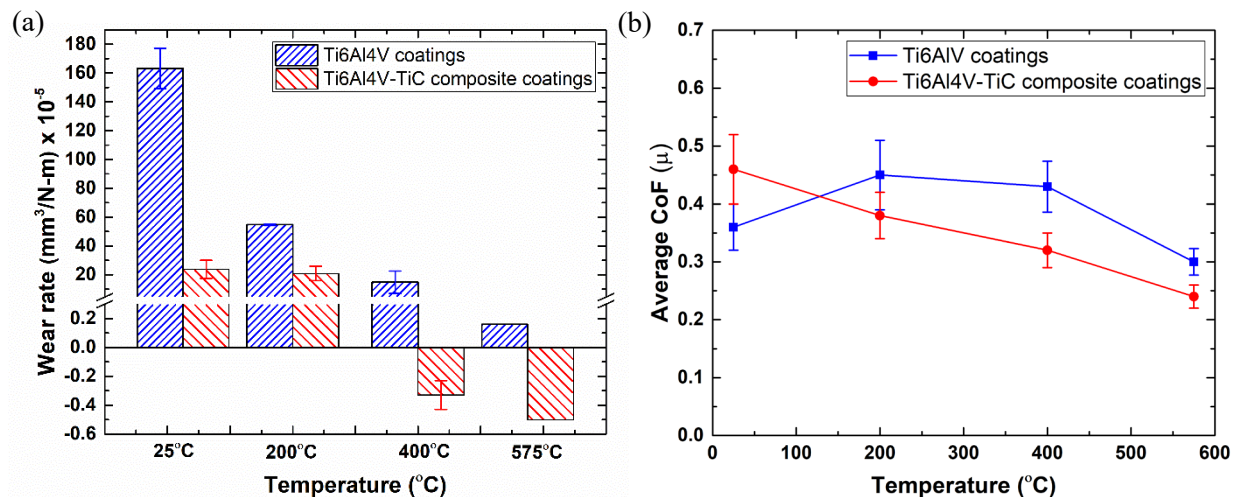 (a)
Ti6Al4V coatings
Ti6Al4V-TiC composite coatings
Wear rate (mm³/N-m) x 10⁻⁵
180
160
140
120
100
80
60
40
20
0.2
0.0
-0.2
-0.4
-0.6
25°C
200°C
400°C
575°C
Temperature (°C)
(b)
Ti6AlV coatings
Ti6Al4V-TiC composite coatings
Average CoF (μ)
0.7
0.6
0.5
0.4
0.3
0.2
0.1
0.0
0
100
200
300
400
500
600
Temperature (°C)